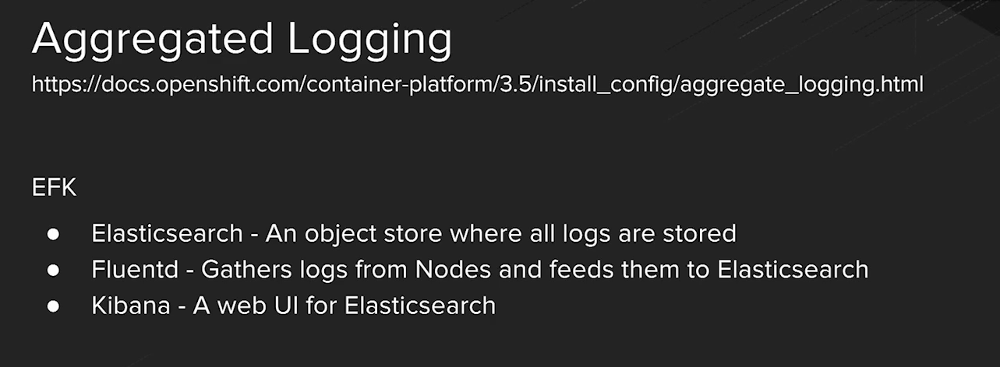 Aggregated Logging
https://docs.openshift.com/container-platform/3.5/install_config/aggregate_logging.html
EFK
● Elasticsearch - An object store where all logs are stored
● Fluentd - Gathers logs from Nodes and feeds them to Elasticsearch
● Kibana - A web UI for Elasticsearch